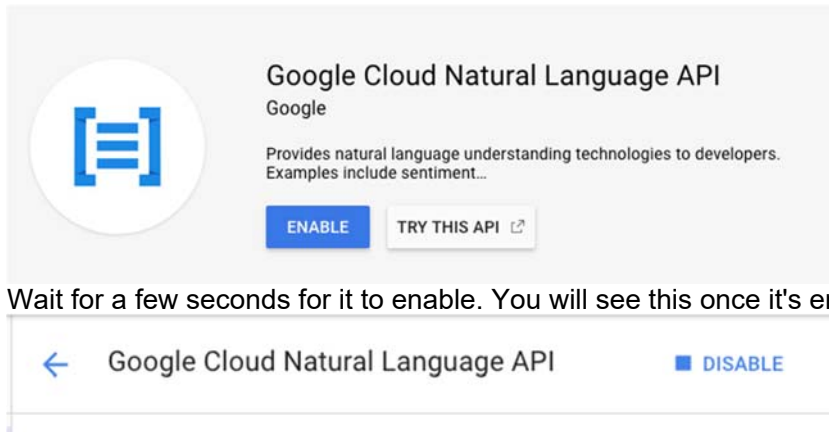 Google Cloud Natural Language API
Google
Provides natural language understanding technologies to developers.
Examples include sentiment…
ENABLE TRY THIS API
Wait for a few seconds for it to enable. You will see this once it's
Google Cloud Natural Language API DISABLE